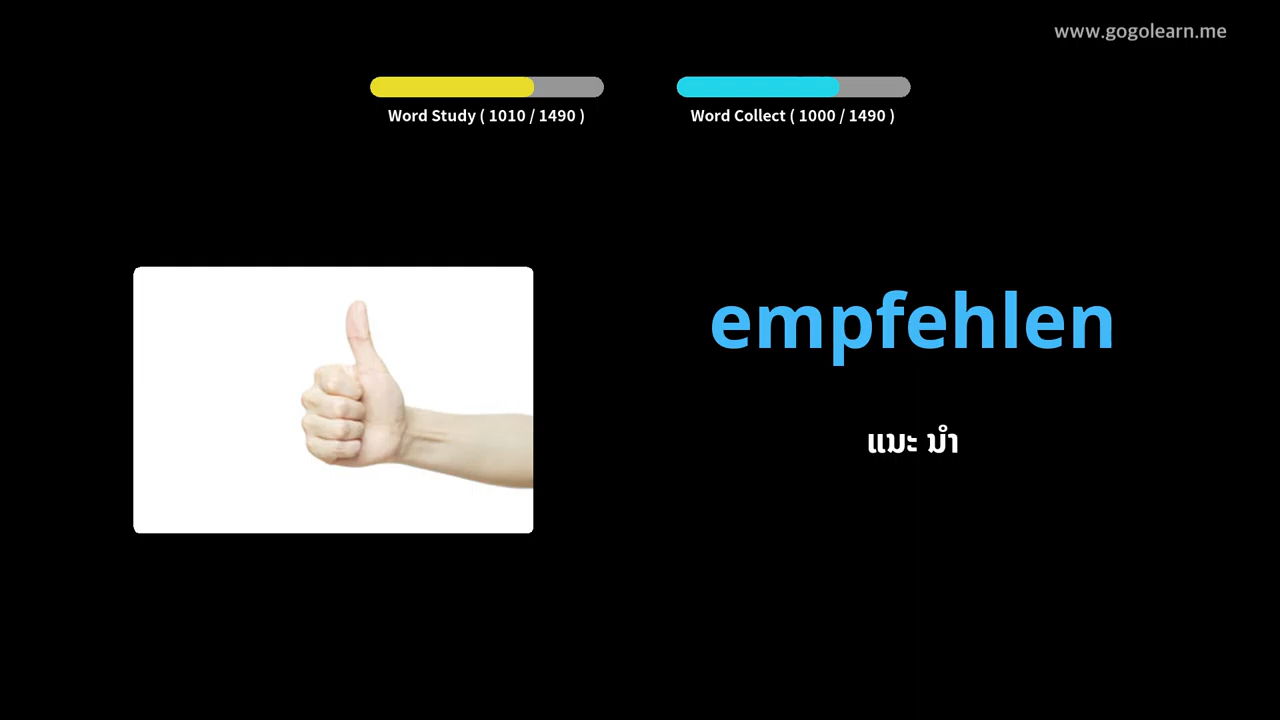 www.gogolearn.me
Word Study ( 1010 / 1490 )
Word Collect ( 1000 / 1490 )
empfehlen
ແນະ ນຳ